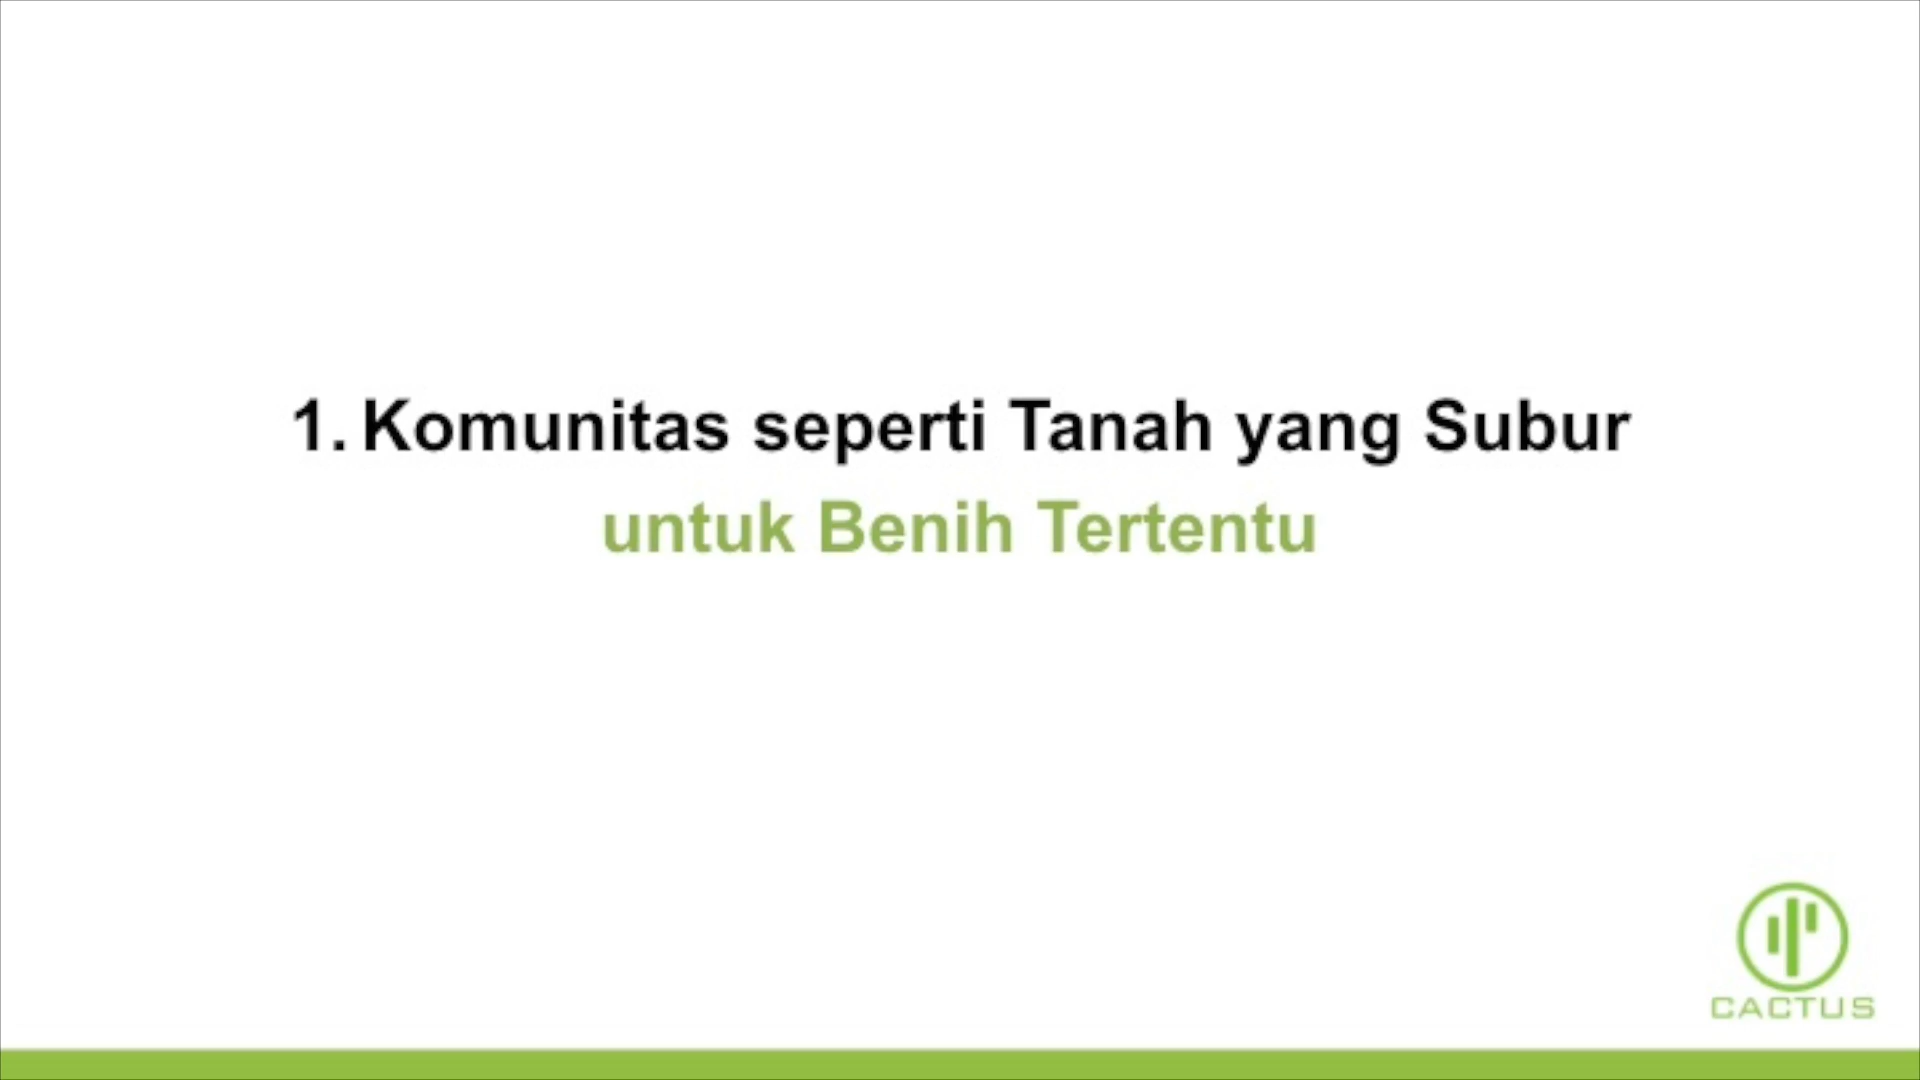 1. Komunitas seperti Tanah yang Subur
untuk Benih Tertentu
CACTUS